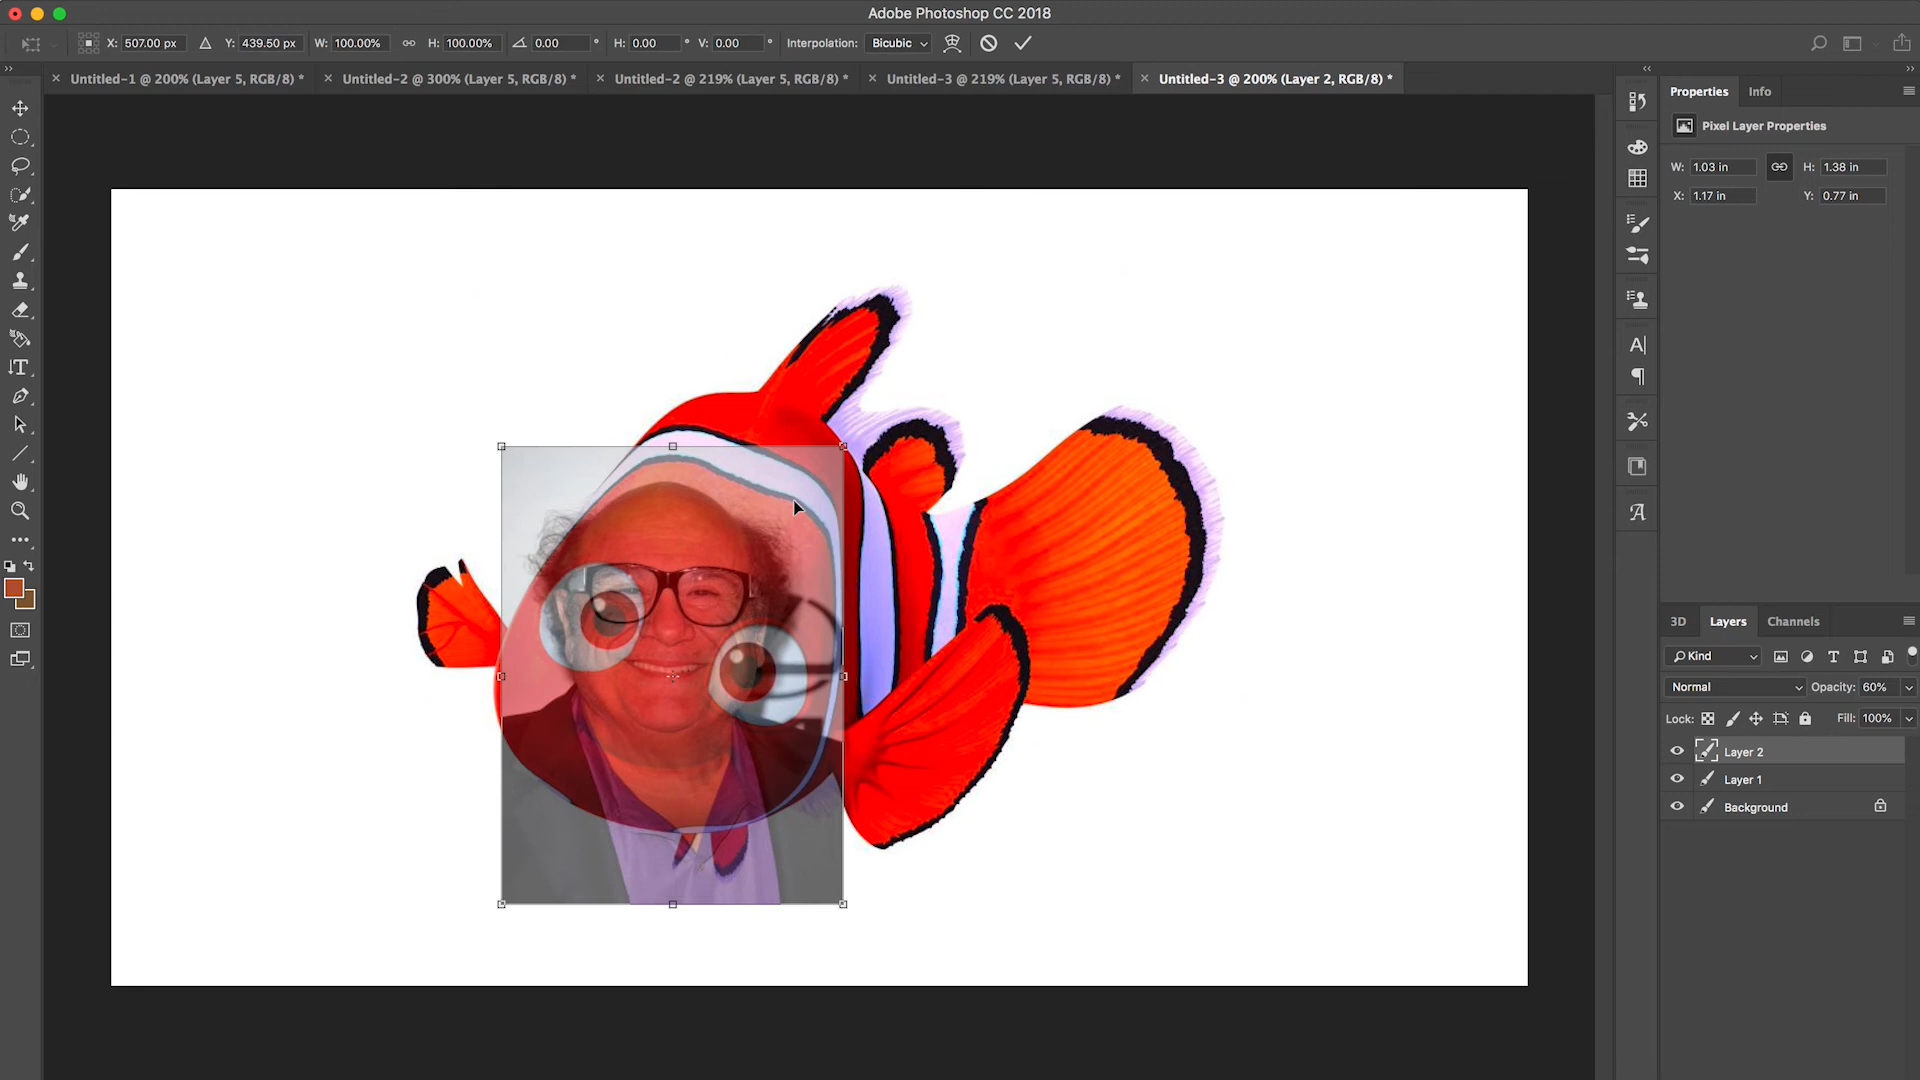 Adobe Photoshop CC 2018
X: 507.00 px Y: 439.50 px W: 100.00% H: 100.00% 0.00 ° H: 0.00 ° V: 0.00 ° Interpolation: Bicubic
Untitled-1 @ 200% (Layer 5, RGB/8) * Untitled-2 @ 300% (Layer 5, RGB/8) * Untitled-2 @ 219% (Layer 5, RGB/8) * Untitled-3 @ 219% (Layer 5, RGB/8) * Untitled-3 @ 200% (Layer 2, RGB/8) *
Properties Info
Pixel Layer Properties
W: 1.03 in H: 1.38 in
X: 1.17 in Y: 0.77 in
3D Layers Channels
Kind
Normal Opacity: 60%
Lock: Fill: 100%
Layer 2
Layer 1
Background